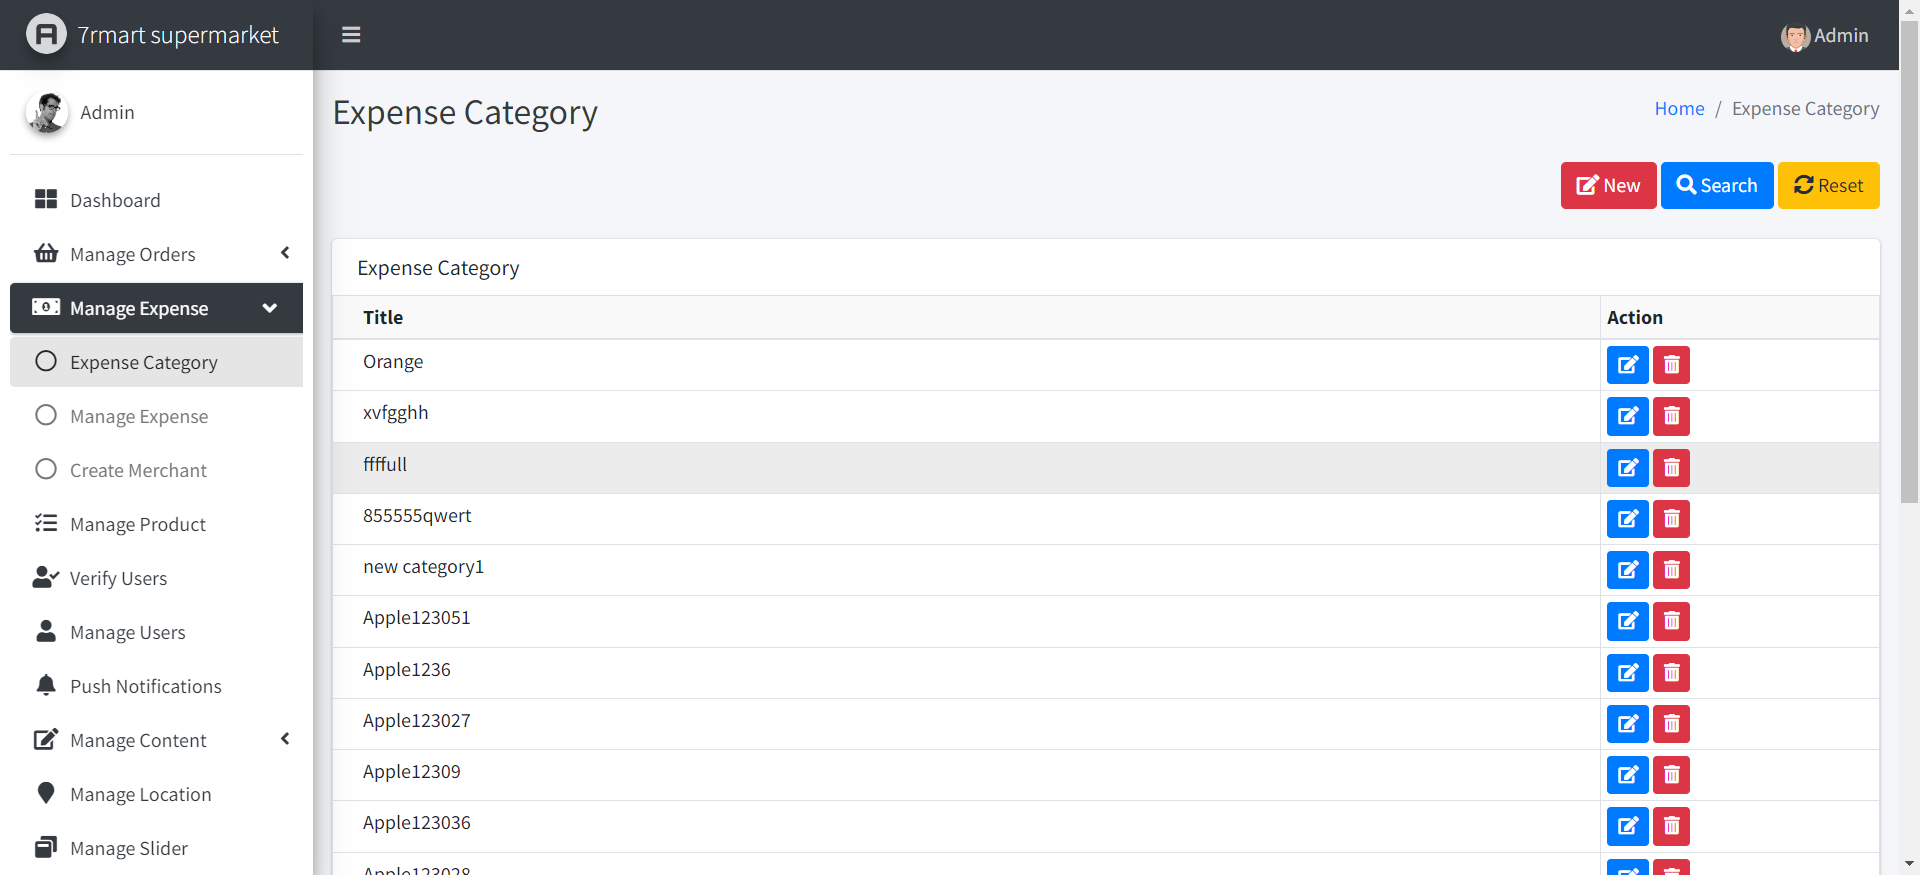 7rmart supermarket
Admin
Admin
Expense Category
Home / Expense Category
New
Search
Reset
Dashboard
Manage Orders
Manage Expense
Expense Category
Manage Expense
Create Merchant
Manage Product
Verify Users
Manage Users
Push Notifications
Manage Content
Manage Location
Manage Slider
Expense Category
Title
Action
Orange
xvfgghh
ffffull
855555qwert
new category1
Apple123051
Apple1236
Apple123027
Apple12309
Apple123036
Apple123028